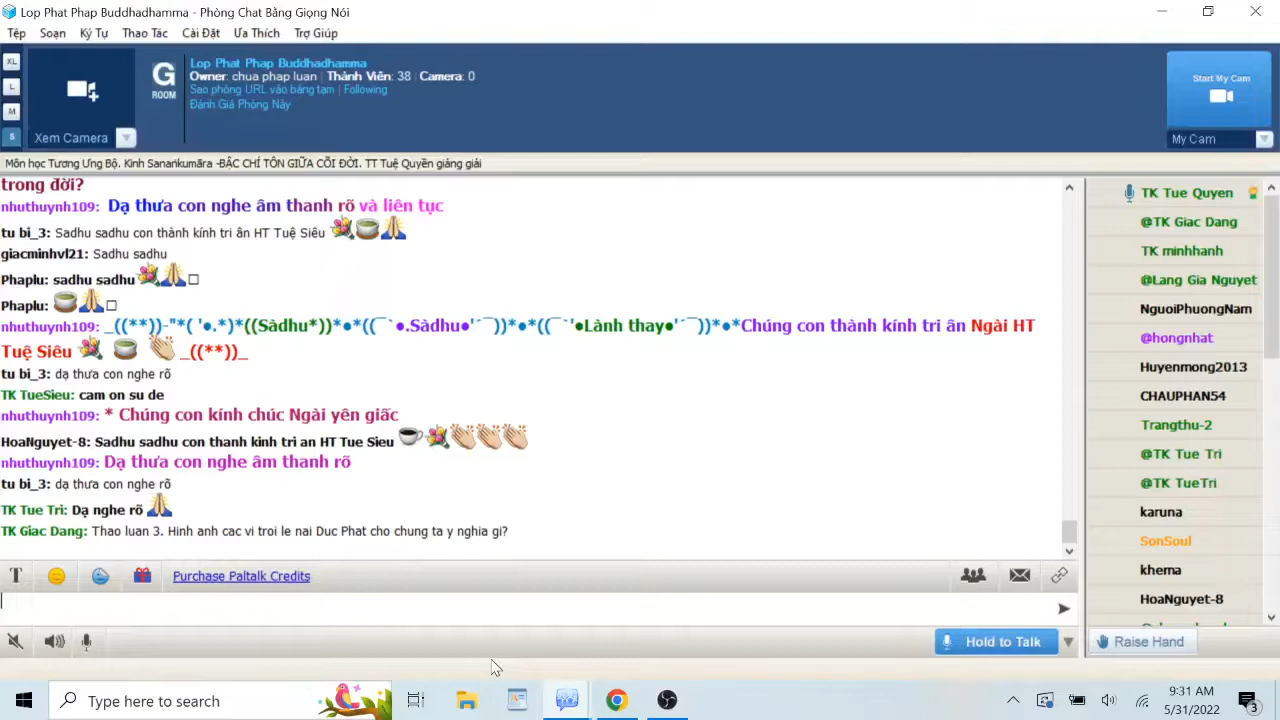 Lop Phat Phap Buddhadhamma - Phòng Chat Bằng Giọng Nói
Tệp Soạn Ký Tự Thao Tác Cài Đặt Ưa Thích Trợ Giúp
XL
L
M
S
Xem Camera
G
ROOM
Lop Phat Phap Buddhadhamma
Owner: chua phap luan | Thành Viên: 38 | Camera: 0
Sao phỏng URL vào bảng tạm | Following
Đánh Giá Phòng Này
Start My Cam
My Cam
Môn học Tương Ưng Bộ. Kinh Sanaṅkumāra -BẬC CHÍ TÔN GIỮA CÕI ĐỜI. TT Tuệ Quyền giảng giải
trong đời?
nhuthuynh109: Dạ thưa con nghe âm thanh rõ và liên tục
tu bi_3: Sadhu sadhu con thành kính tri ân HT Tuệ Siêu
giacminhvl21: Sadhu sadhu
Phaplu: sadhu sadhu
Phaplu:
nhuthuynh109: _((**))-"*( '●.*)*((Sàdhu*))*●*((¯`●.Sàdhu●'´¯))*●*((¯`'●Lành thay●'´¯))*●*Chúng con thành kính tri ân Ngài HT
Tuệ Siêu _((**))_
tu bi_3: dạ thưa con nghe rõ
TK TueSieu: cam on su de
nhuthuynh109: * Chúng con kính chúc Ngài yên giấc
HoaNguyet-8: Sadhu sadhu con thanh kinh tri an HT Tue Sieu
nhuthuynh109: Dạ thưa con nghe âm thanh rõ
tu bi_3: dạ thưa con nghe rõ
TK Tue Tri: Dạ nghe rõ
TK Giac Dang: Thao luan 3. Hinh anh cac vi troi le nai Duc Phat cho chung ta y nghia gi?
TK Tue Quyen
@TK Giac Dang
TK minhhanh
@Lang Gia Nguyet
NguoiPhuongNam
@hongnhat
Huyenmong2013
CHAUPHAN54
Trangthu-2
@TK Tue Tri
@TK TueTri
karuna
SonSoul
khema
HoaNguyet-8
T
Purchase Paltalk Credits
Hold to Talk
Raise Hand
Type here to search
9:31 AM
5/31/2022
3